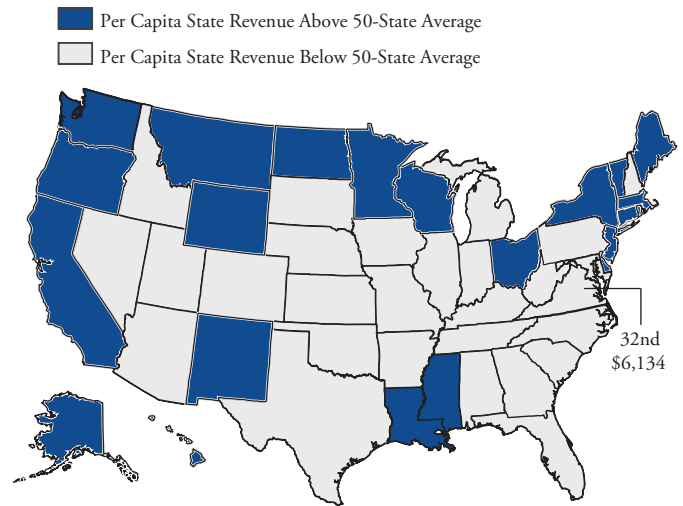 Per Capita State Revenue Above 50-State Average
Per Capita State Revenue Below 50-State Average
32nd
$6,134